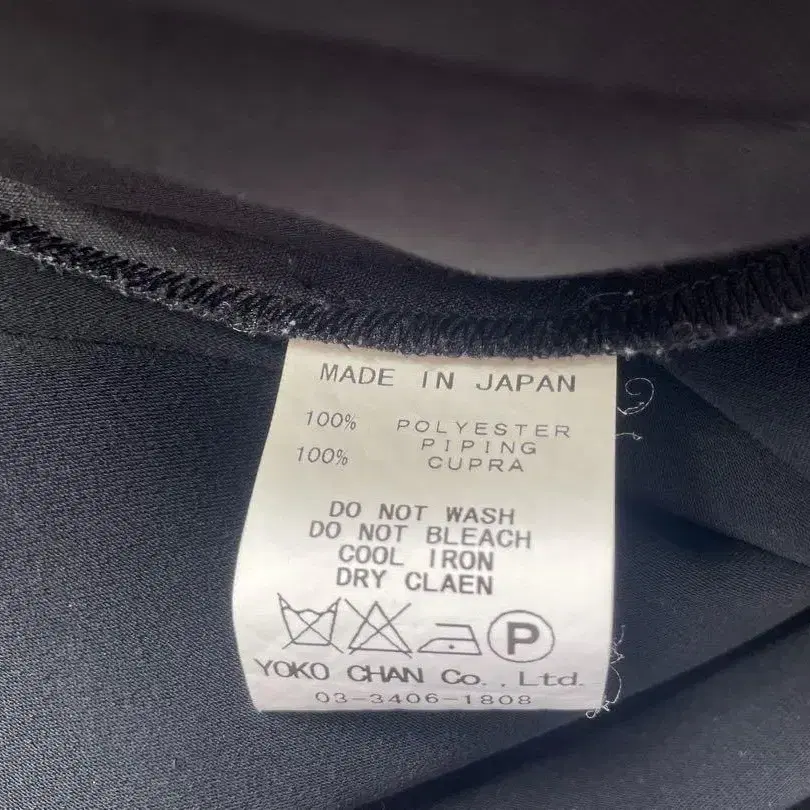 MADE IN JAPAN
100% POLYESTER
PIPING
100% CUPRA
DO NOT WASH
DO NOT BLEACH
COOL IRON
DRY CLAEN
P
YOKO CHAN Co.,Ltd.
03-3406-1808